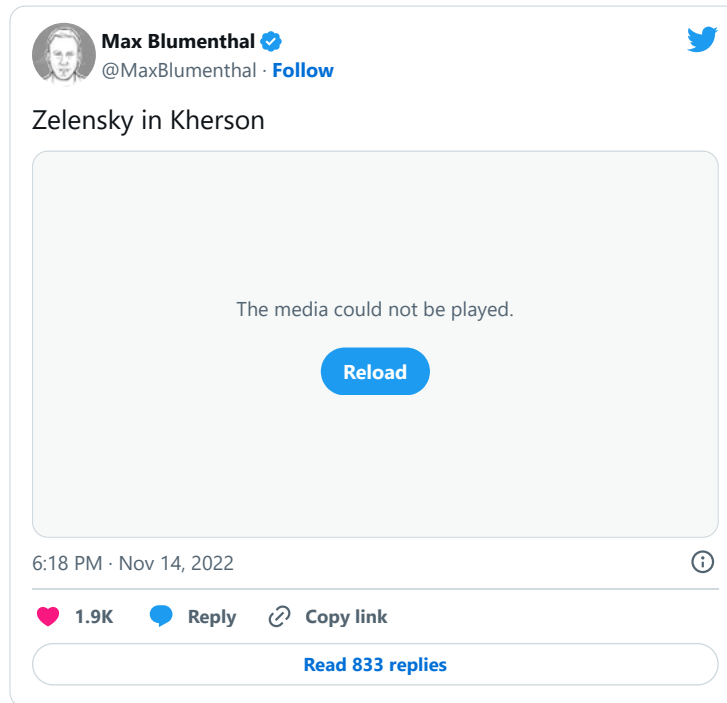 Max Blumenthal
@MaxBlumenthal · Follow
Zelensky in Kherson
The media could not be played.
Reload
6:18 PM · Nov 14, 2022
1.9K Reply Copy link
Read 833 replies